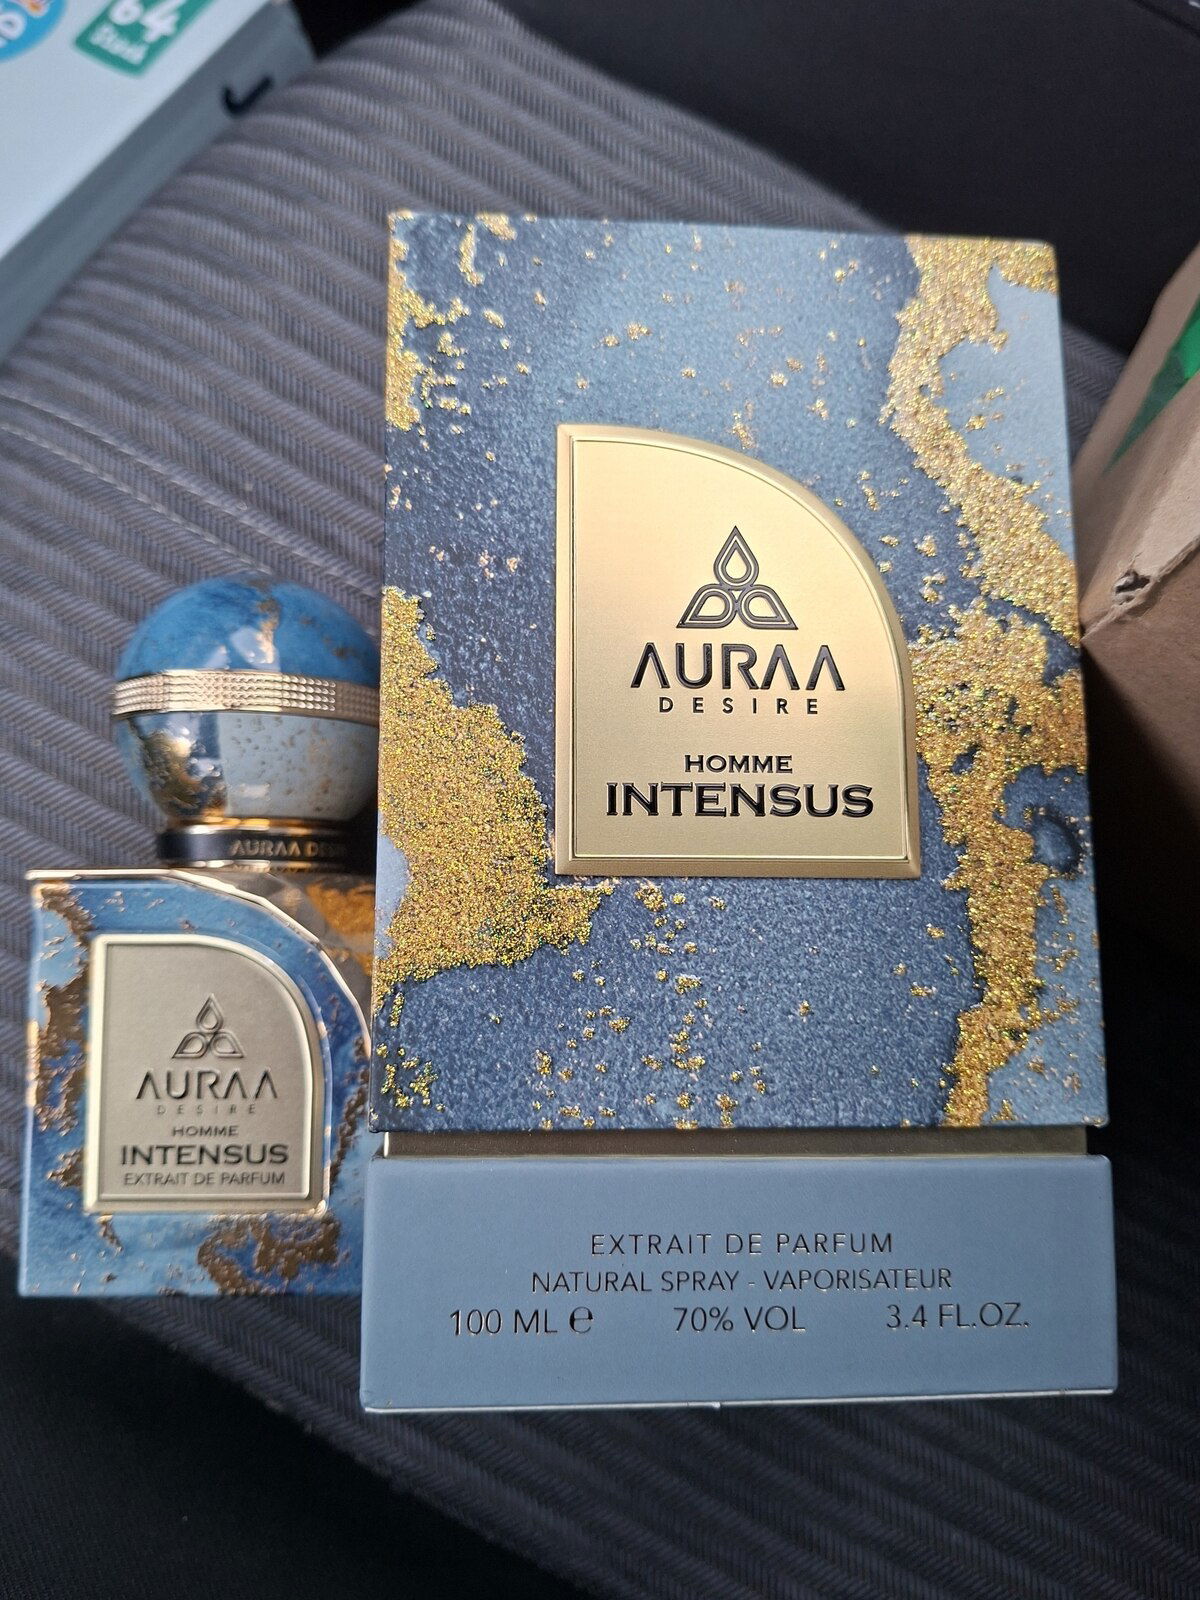 64
AURAA
DESIRE
HOMME
INTENSUS
EXTRAIT DE PARFUM
NATURAL SPRAY - VAPORISATEUR
100 ML e 70% VOL 3.4 FL.OZ.
AURAA
AURAA
DESIRE
HOMME
INTENSUS
EXTRAIT DE PARFUM